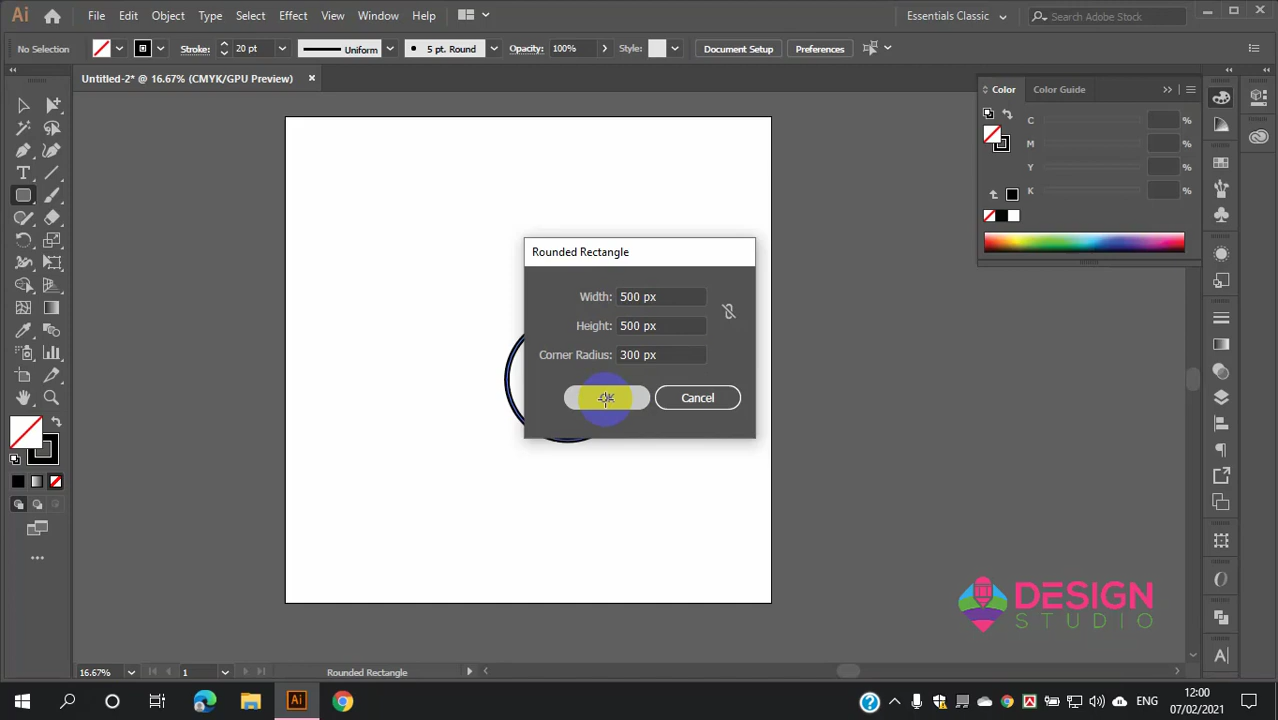 Ai File Edit Object Type Select Effect View Window Help Essentials Classic Search Adobe Stock
No Selection Stroke: 20 pt Uniform 5 pt. Round Opacity: 100% Style: Document Setup Preferences
Untitled-2* @ 16.67% (CMYK/GPU Preview) ×
Color Color Guide
C %
M %
Y %
K %
Rounded Rectangle
Width: 500 px
Height: 500 px
Corner Radius: 300 px
OK Cancel
DESIGN
STUDIO
16.67% 1 Rounded Rectangle
Ai ENG 12:00
07/02/2021